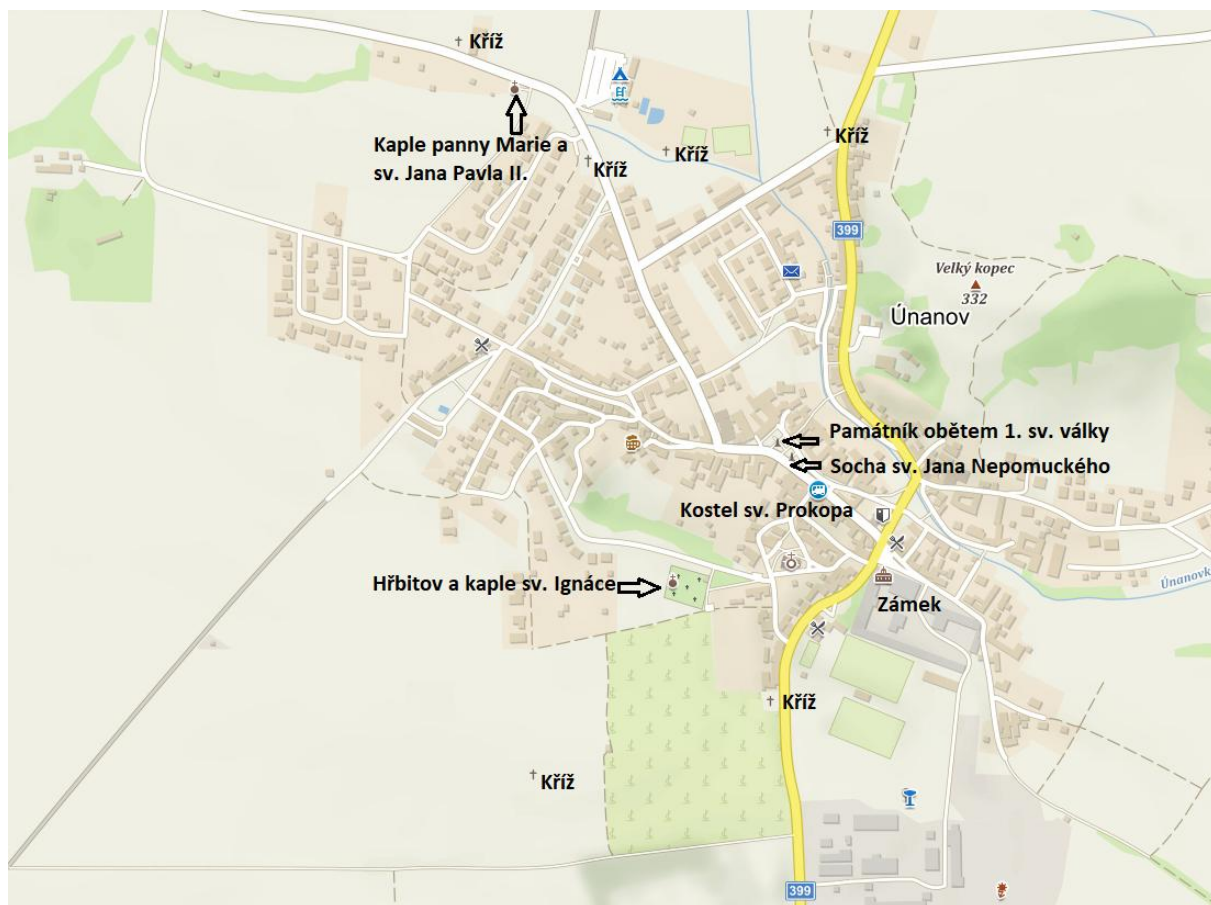 Kříž
Kaple panny Marie a
sv. Jana Pavla II.
Kříž
Kříž
Kříž
399
Velký kopec
332
Únanov
Památník obětem 1. sv. války
Socha sv. Jana Nepomuckého
Kostel sv. Prokopa
Hřbitov a kaple sv. Ignáce
Zámek
Únanovk
Kříž
Kříž
399